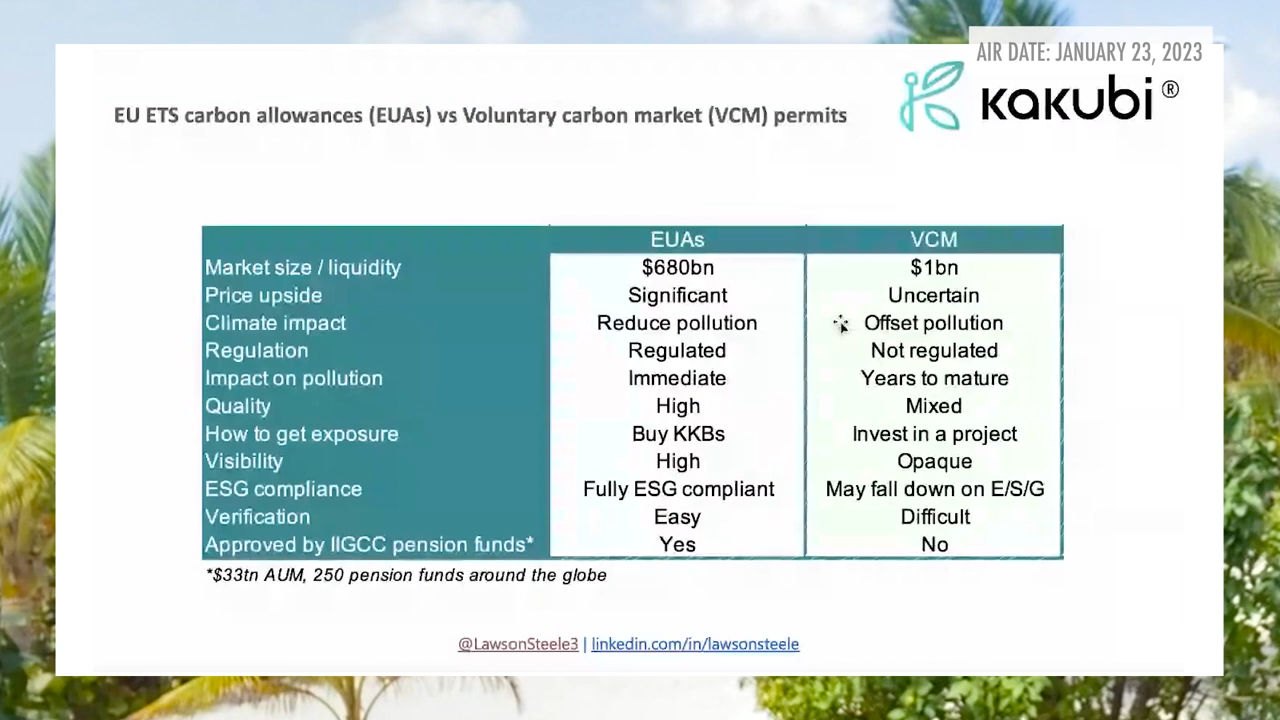 AIR DATE: JANUARY 23, 2023
EU ETS carbon allowances (EUAs) vs Voluntary carbon market (VCM) permits
kakubi ®
EUAs VCM
Market size / liquidity $680bn $1bn
Price upside Significant Uncertain
Climate impact Reduce pollution Offset pollution
Regulation Regulated Not regulated
Impact on pollution Immediate Years to mature
Quality High Mixed
How to get exposure Buy KKBs Invest in a project
Visibility High Opaque
ESG compliance Fully ESG compliant May fall down on E/S/G
Verification Easy Difficult
Approved by IIGCC pension funds* Yes No
*$33tn AUM, 250 pension funds around the globe
@LawsonSteele3 | linkedin.com/in/lawsonsteele